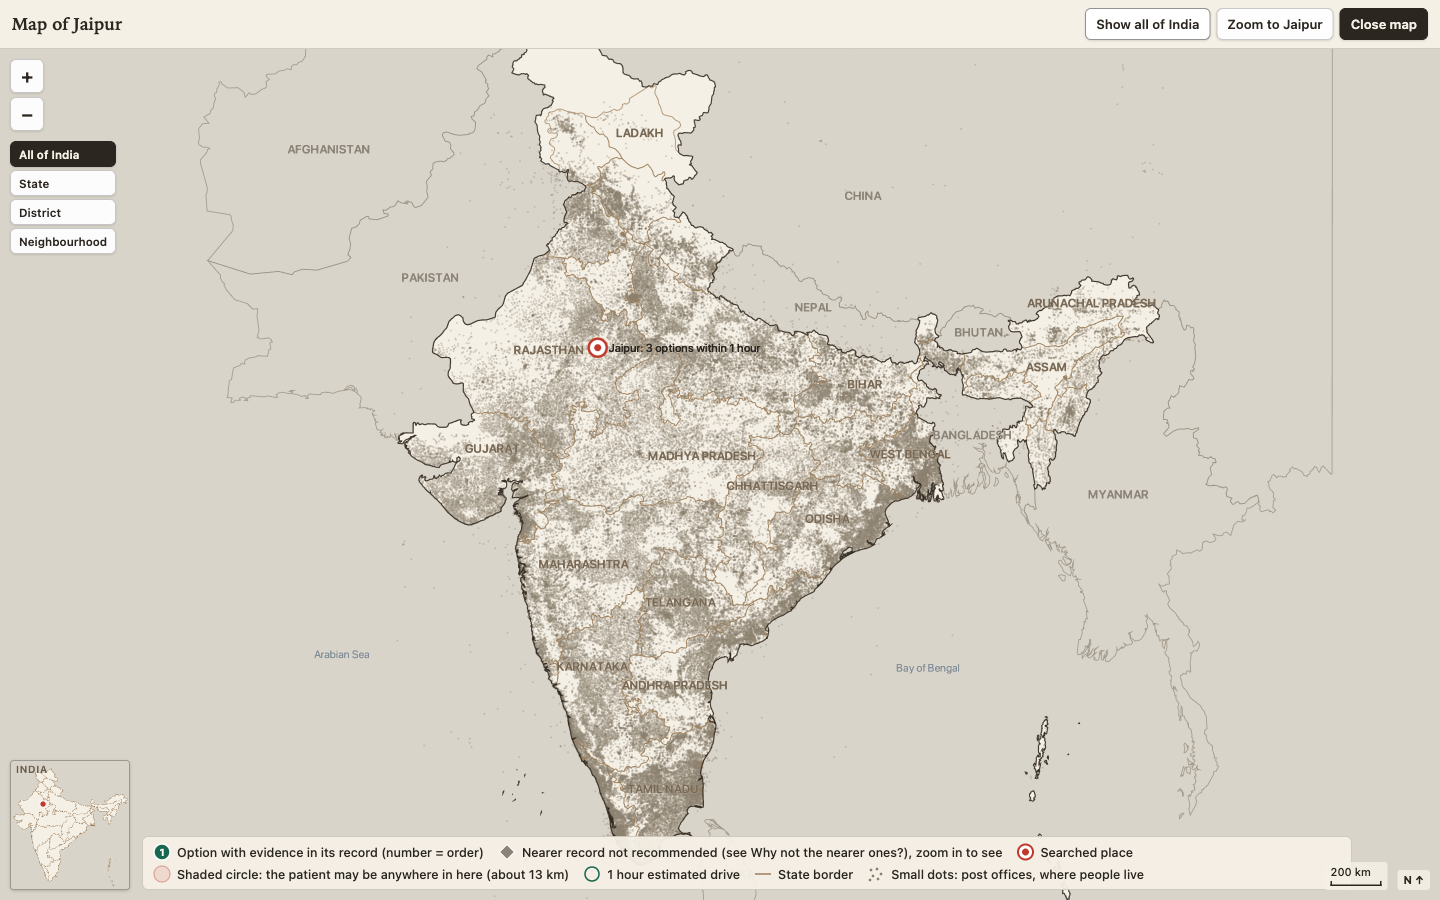 Map of Jaipur
Show all of India
Zoom to Jaipur
Close map
+
−
All of India
State
District
Neighbourhood
AFGHANISTAN
LADAKH
CHINA
PAKISTAN
NEPAL
ARUNACHAL PRADESH
BHUTAN
RAJASTHAN
Jaipur: 3 options within 1 hour
ASSAM
BIHAR
BANGLADESH
GUJARAT
MADHYA PRADESH
WEST BENGAL
CHHATTISGARH
MYANMAR
ODISHA
MAHARASHTRA
TELANGANA
Arabian Sea
KARNATAKA
Bay of Bengal
ANDHRA PRADESH
TAMIL NADU
INDIA
1 Option with evidence in its record (number = order)
Nearer record not recommended (see Why not the nearer ones?), zoom in to see
Searched place
Shaded circle: the patient may be anywhere in here (about 13 km)
1 hour estimated drive
State border
Small dots: post offices, where people live
200 km
N ↑